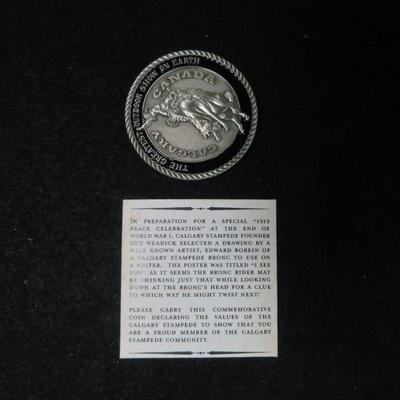 THE GREATEST OUTDOOR SHOW ON EARTH
CANADA
CALGARY
IN PREPARATION FOR A SPECIAL "1919
PEACE CELEBRATION" AT THE END OF
WORLD WAR I, CALGARY STAMPEDE FOUNDER
GUY WEADICK SELECTED A DRAWING BY A
WELL KNOWN ARTIST, EDWARD BOREIN OF
A CALGARY STAMPEDE BRONC TO USE ON
A POSTER. THE POSTER WAS TITLED "I SEE
YOU" AS IT SEEMS THE BRONC RIDER MAY
BE THINKING JUST THAT WHILE LOOKING
DOWN AT THE BRONC'S HEAD FOR A CLUE
TO WHICH WAY HE MIGHT TWIST NEXT!
PLEASE CARRY THIS COMMEMORATIVE
COIN DECLARING THE VALUES OF THE
CALGARY STAMPEDE TO SHOW THAT YOU
ARE A PROUD MEMBER OF THE CALGARY
STAMPEDE COMMUNITY.